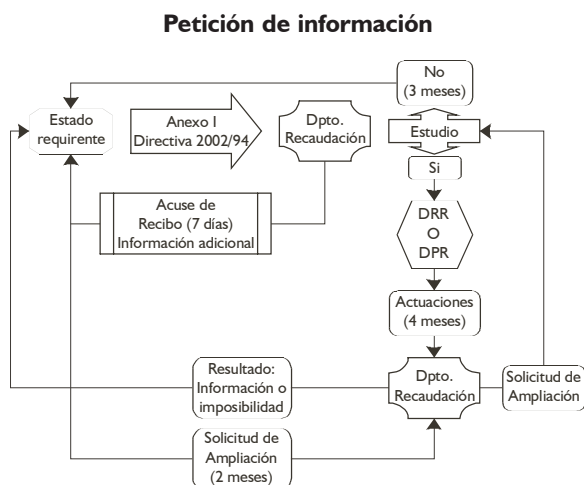 Petición de información
No
(3 meses)
Estado
requirente
Anexo I
Directiva 2002/94
Dpto.
Recaudación
Estudio
Si
Acuse de
Recibo (7 días)
Información adicional
DRR
O
DPR
Actuaciones
(4 meses)
Resultado:
Información o
imposibilidad
Dpto.
Recaudación
Solicitud de
Ampliación
Solicitud de
Ampliación
(2 meses)